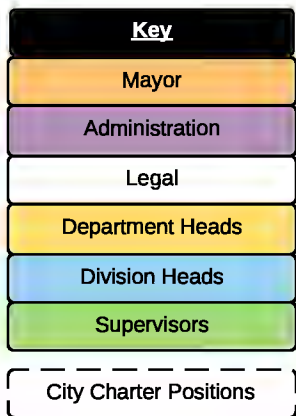 Key
Mayor
Administration
Legal
Department Heads
Division Heads
Supervisors
City Charter Positions